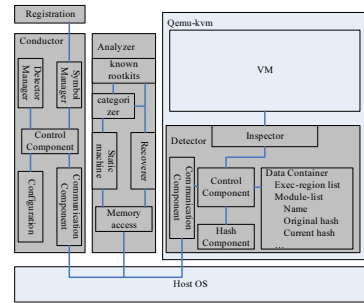 Registration
Conductor
Detector
Manager
Symbol
Manager
Control
Component
Configuration
Communication
Component
Analyzer
known
rootkits
categori
zer
Static
machine
Recoverer
Memory
access
Qemu-kvm
VM
Detector
Inspector
Communication
Component
Control
Component
Hash
Component
Data Container
Exec-region list
Module-list
Name
Original hash
Current hash
...
Host OS